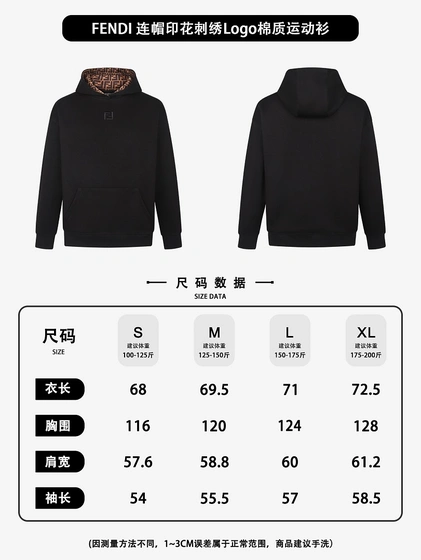 FENDI 连帽印花刺绣Logo棉质运动衫
尺码数据
SIZE DATA
尺码 S M L XL
SIZE 建议体重 建议体重 建议体重 建议体重
100-125斤 125-150斤 150-175斤 175-200斤
衣长 68 69.5 71 72.5
胸围 116 120 124 128
肩宽 57.6 58.8 60 61.2
袖长 54 55.5 57 58.5
(因测量方法不同，1~3CM误差属于正常范围，商品建议手洗)